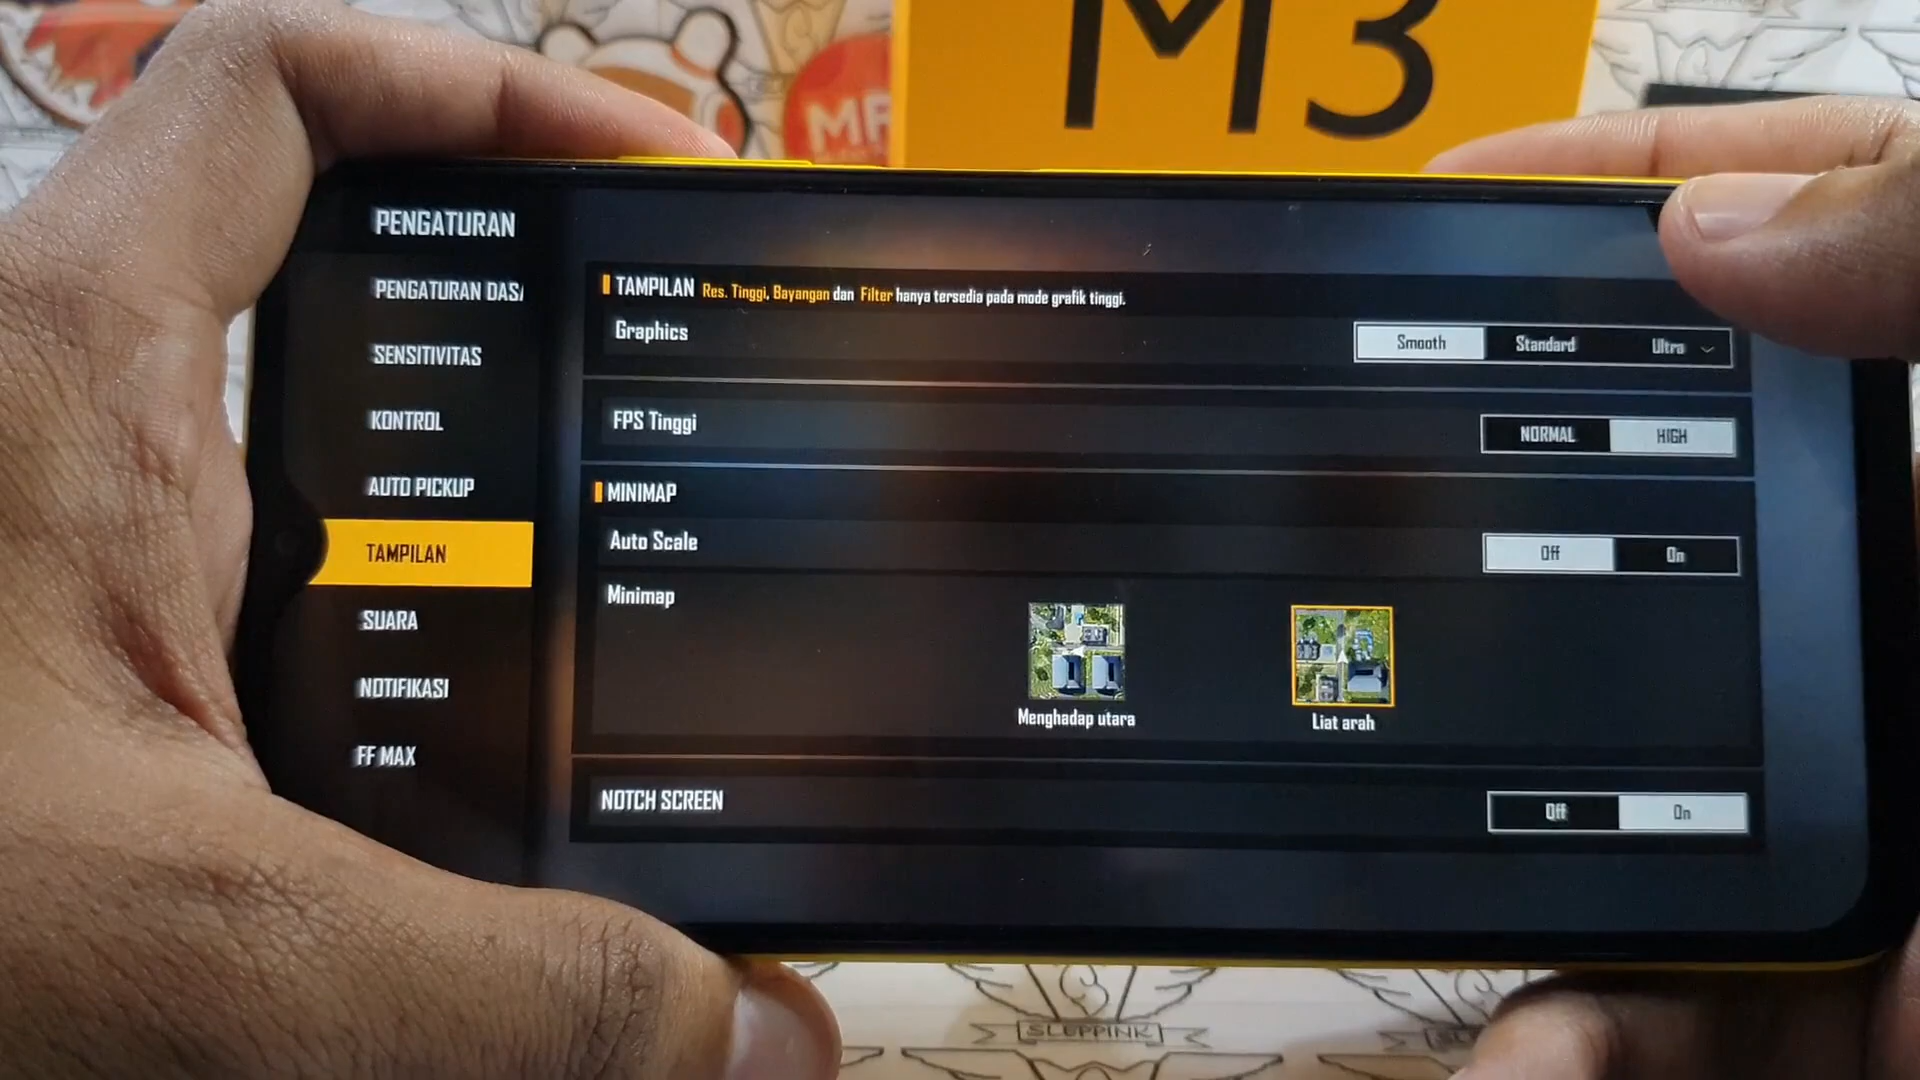 M3
PENGATURAN
PENGATURAN DAS
SENSITIVITAS
KONTROL
AUTO PICKUP
TAMPILAN
SUARA
NOTIFIKASI
FF MAX
TAMPILAN Res. Tinggi, Bayangan dan Filter hanya tersedia pada mode grafik tinggi.
Graphics
Smooth Standard Ultra
FPS Tinggi
NORMAL HIGH
MINIMAP
Auto Scale
Off On
Minimap
Menghadap utara
Liat arah
NOTCH SCREEN
Off On
SLEPPINK